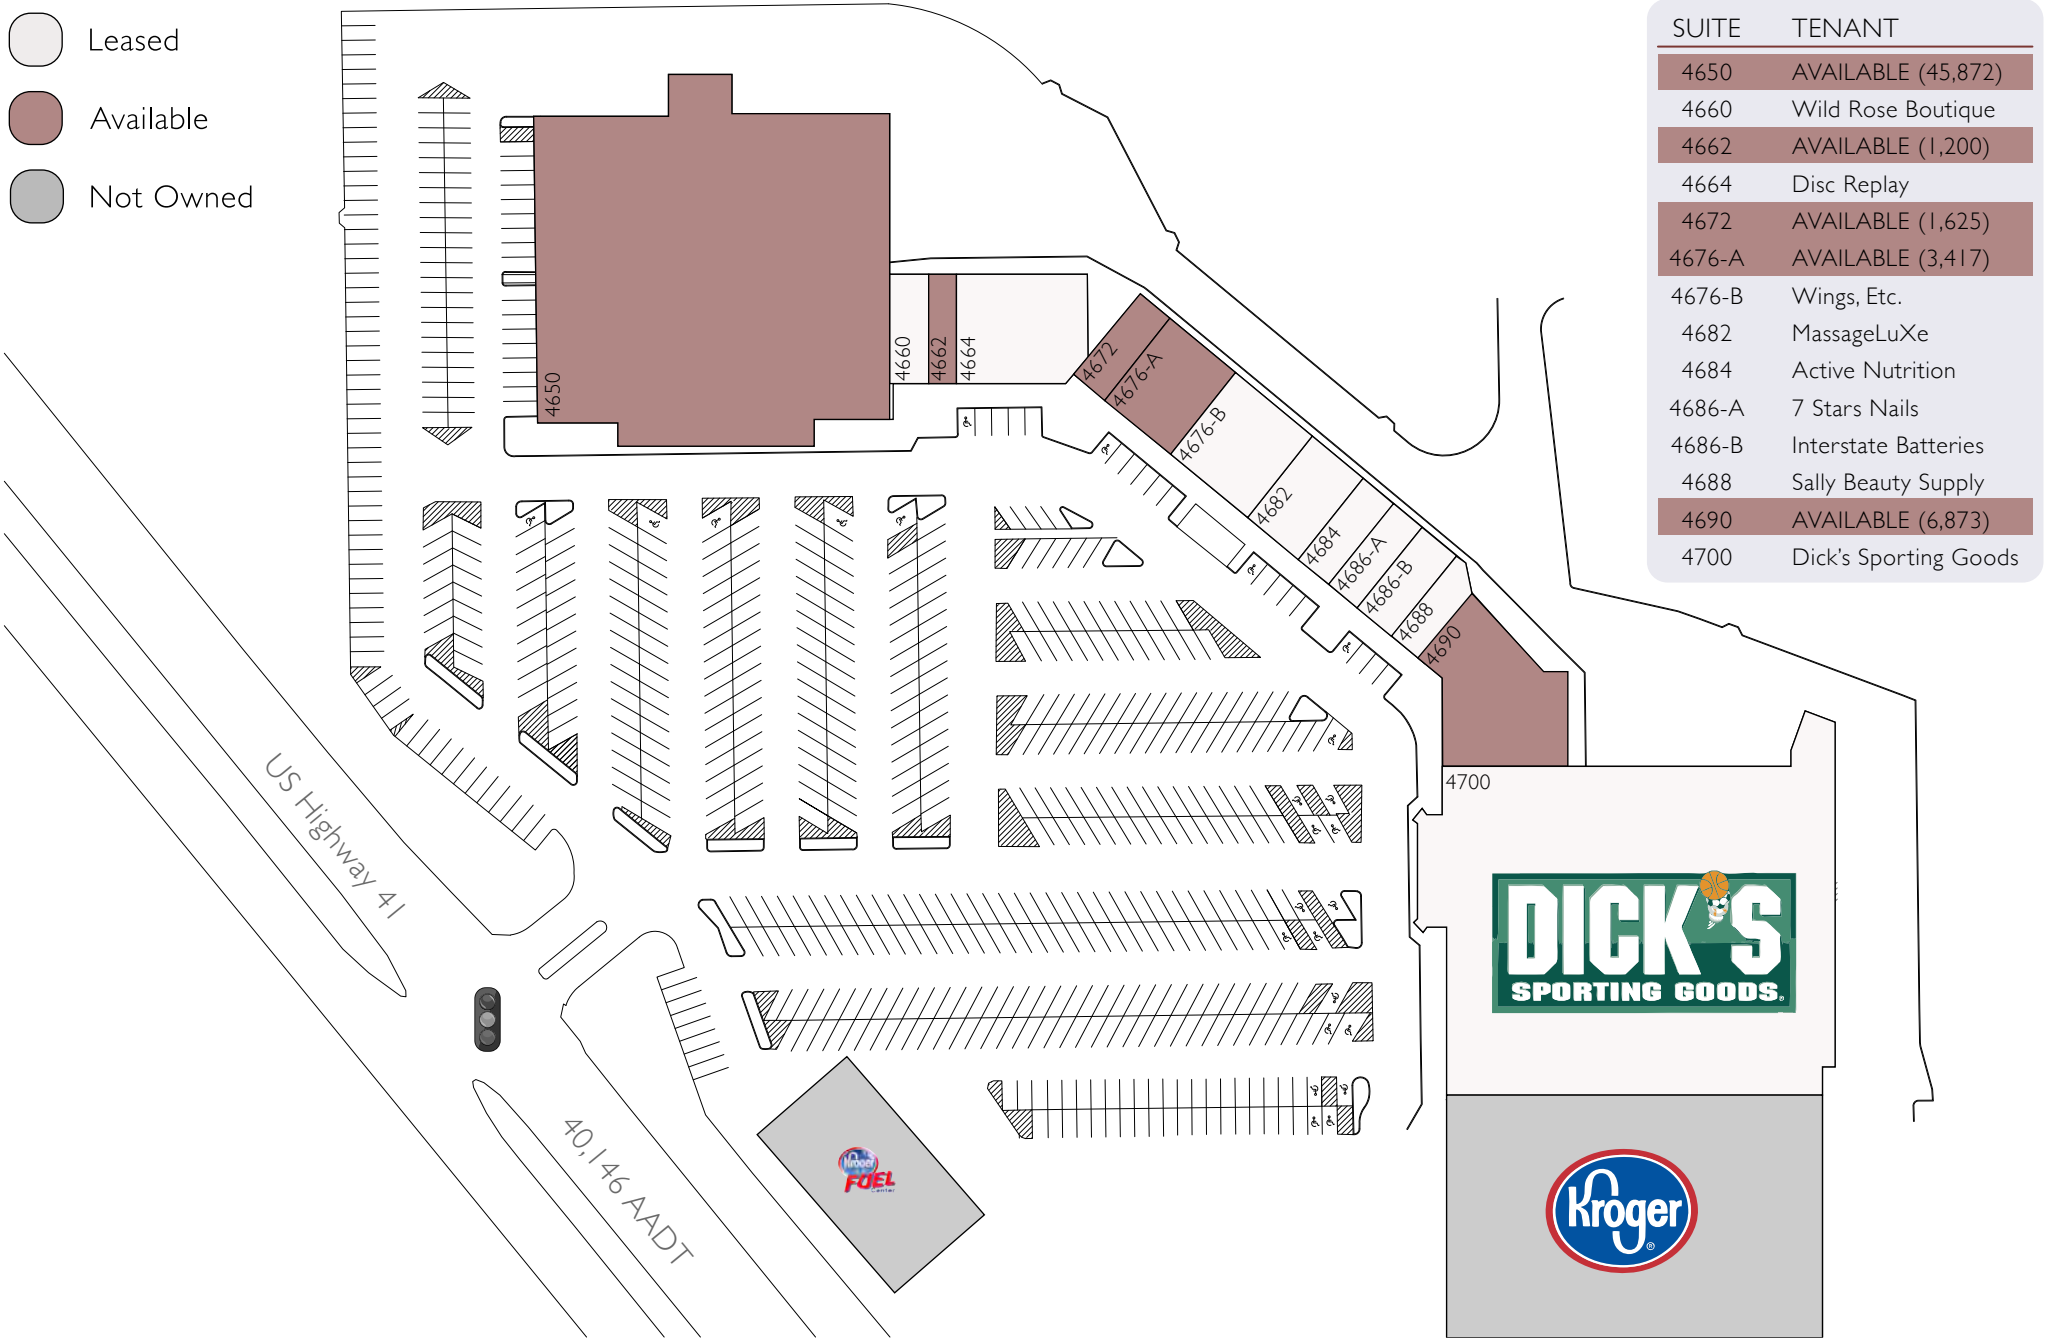 Leased
Available
Not Owned
SUITE TENANT
4650 AVAILABLE (45,872)
4660 Wild Rose Boutique
4662 AVAILABLE (1,200)
4664 Disc Replay
4672 AVAILABLE (1,625)
4676-A AVAILABLE (3,417)
4676-B Wings, Etc.
4682 MassageLuXe
4684 Active Nutrition
4686-A 7 Stars Nails
4686-B Interstate Batteries
4688 Sally Beauty Supply
4690 AVAILABLE (6,873)
4700 Dick's Sporting Goods
4650
4660
4662
4664
4672
4676-A
4676-B
4682
4684
4686-A
4686-B
4688
4690
4700
DICK'S
SPORTING GOODS®
US Highway 41
40,146 AADT
Kroger
FUEL
Center
Kroger®